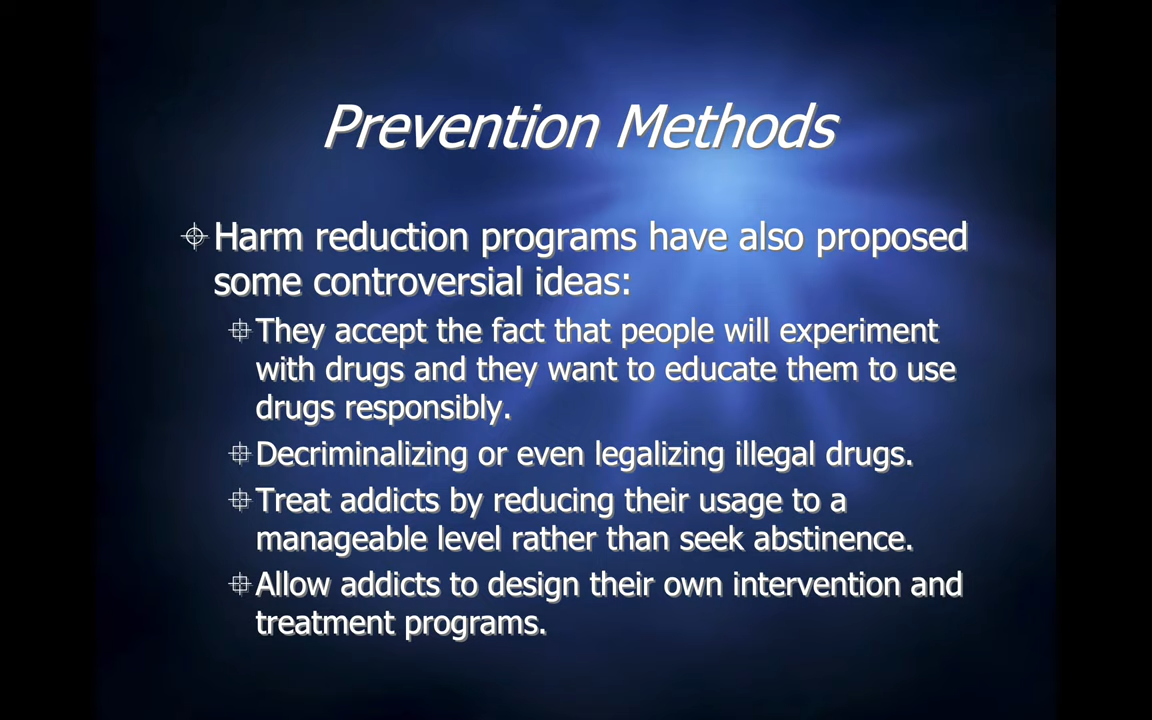 Prevention Methods
Harm reduction programs have also proposed
some controversial ideas:
They accept the fact that people will experiment
with drugs and they want to educate them to use
drugs responsibly.
Decriminalizing or even legalizing illegal drugs.
Treat addicts by reducing their usage to a
manageable level rather than seek abstinence.
Allow addicts to design their own intervention and
treatment programs.